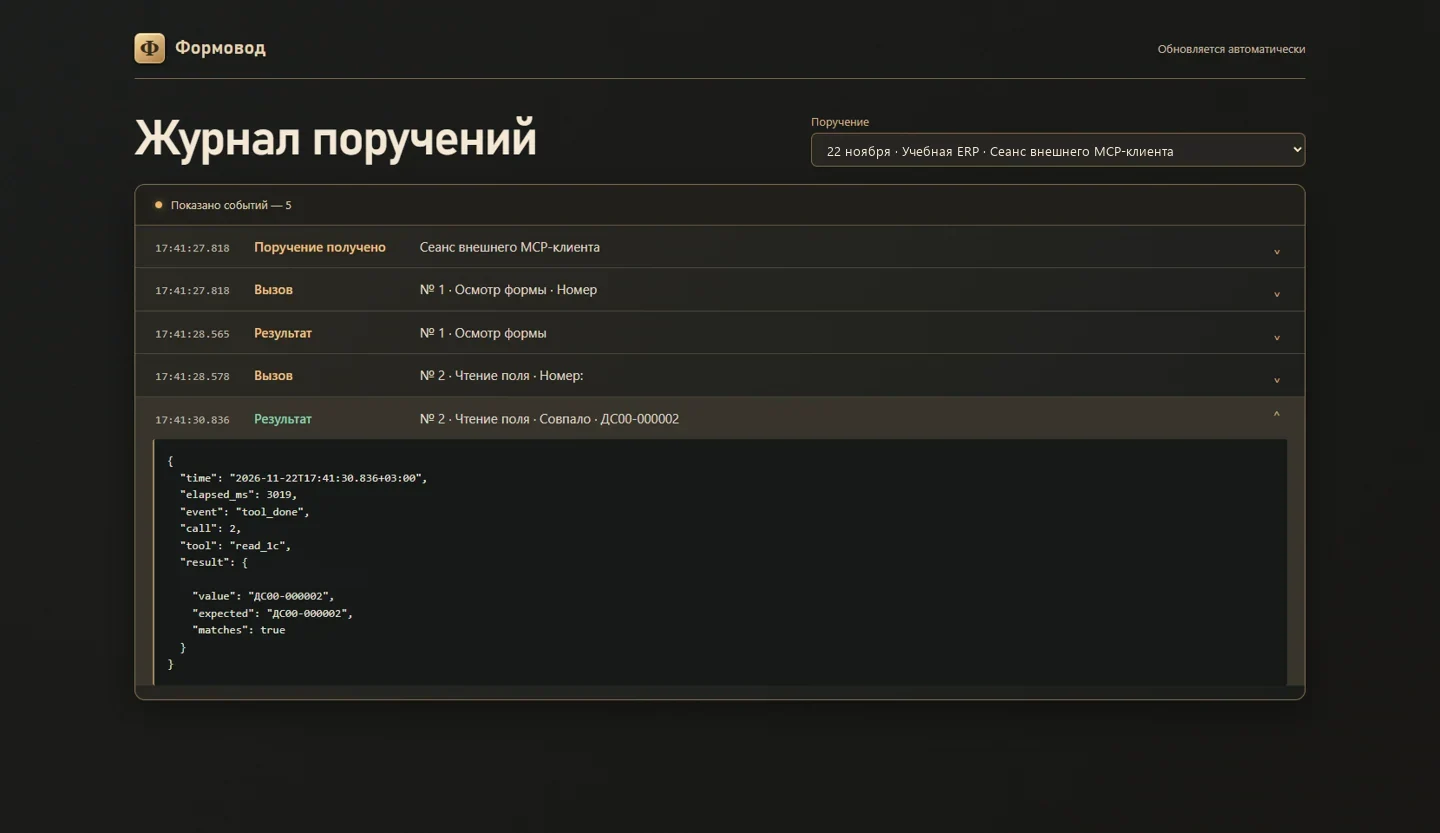 Ф Формовод
Обновляется автоматически
Журнал поручений
Поручение
22 ноября · Учебная ERP · Сеанс внешнего MCP-клиента
Показано событий — 5
17:41:27.818 Поручение получено Сеанс внешнего MCP-клиента
17:41:27.818 Вызов № 1 · Осмотр формы · Номер
17:41:28.565 Результат № 1 · Осмотр формы
17:41:28.578 Вызов № 2 · Чтение поля · Номер:
17:41:30.836 Результат № 2 · Чтение поля · Совпало · ДС00-000002
{
"time": "2026-11-22T17:41:30.836+03:00",
"elapsed_ms": 3019,
"event": "tool_done",
"call": 2,
"tool": "read_1c",
"result": {
"value": "ДС00-000002",
"expected": "ДС00-000002",
"matches": true
}
}